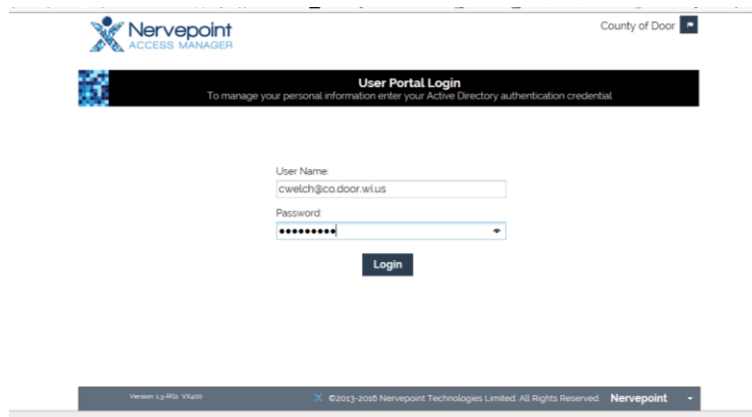 Nervepoint
ACCESS MANAGER
County of Door
User Portal Login
To manage your personal information enter your Active Directory authentication credential
User Name:
cwelch@co.door.wi.us
Password:
•••••••••
Login
©2013-2016 Nervepoint Technologies Limited. All Rights Reserved.
Nervepoint